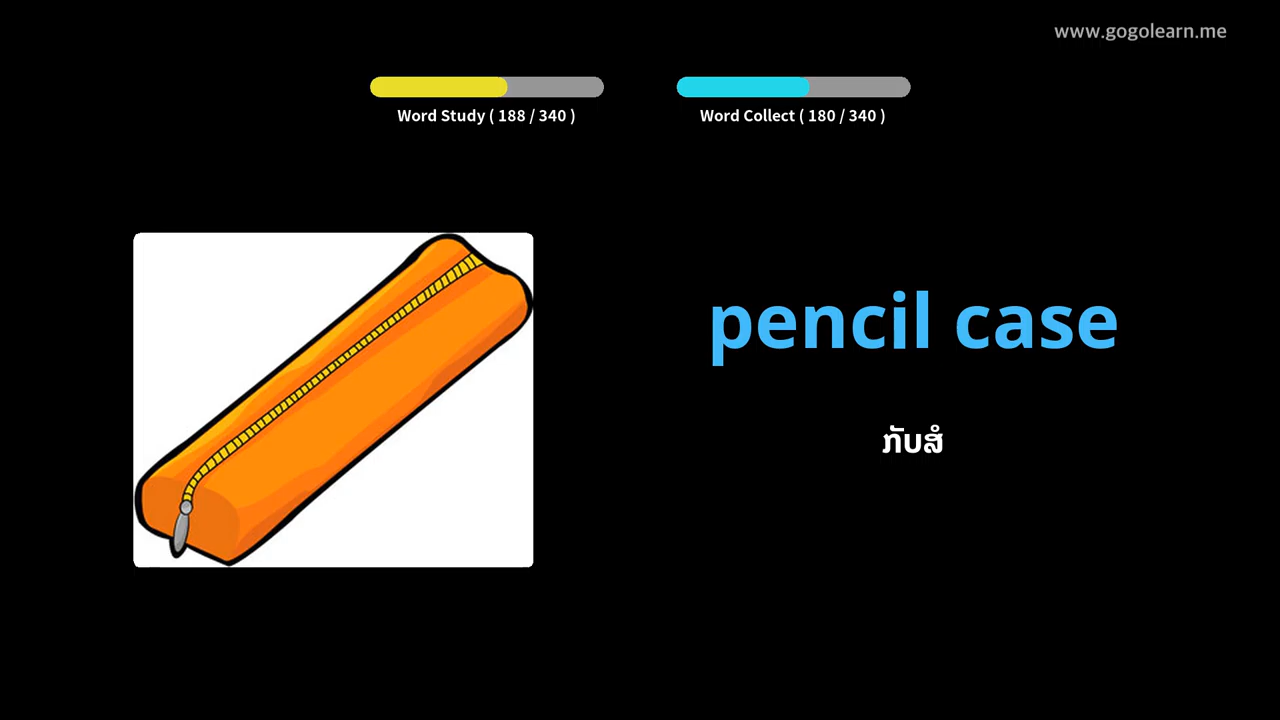 www.gogolearn.me
Word Study ( 188 / 340 )
Word Collect ( 180 / 340 )
pencil case
ກັບສໍ